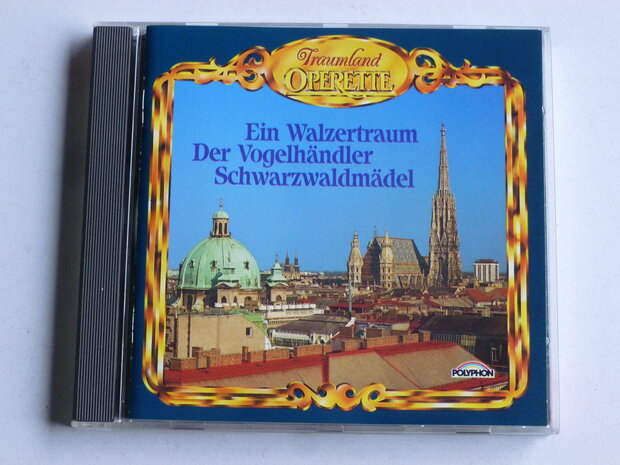 Traumland
OPERETTE
Ein Walzertraum
Der Vogelhändler
Schwarzwaldmädel
POLYPHON